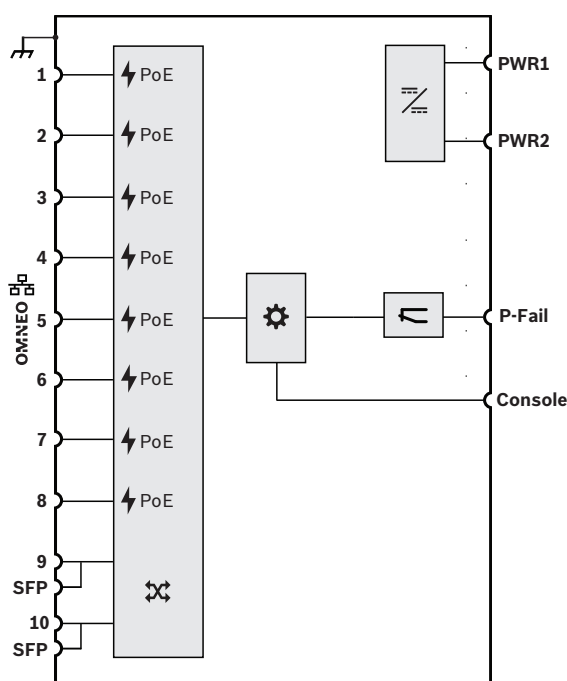 1 PoE PWR1
2 PoE PWR2
3 PoE
4 PoE
OMNEO
5 PoE P-Fail
6 PoE Console
7 PoE
8 PoE
9
SFP
10
SFP